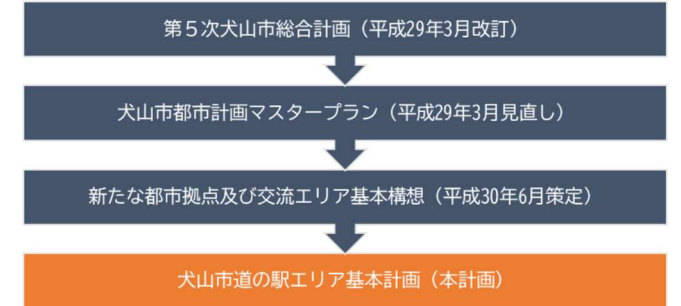 第５次犬山市総合計画（平成29年3月改訂）
犬山市都市計画マスタープラン（平成29年3月見直し）
新たな都市拠点及び交流エリア基本構想（平成30年6月策定）
犬山市道の駅エリア基本計画（本計画）